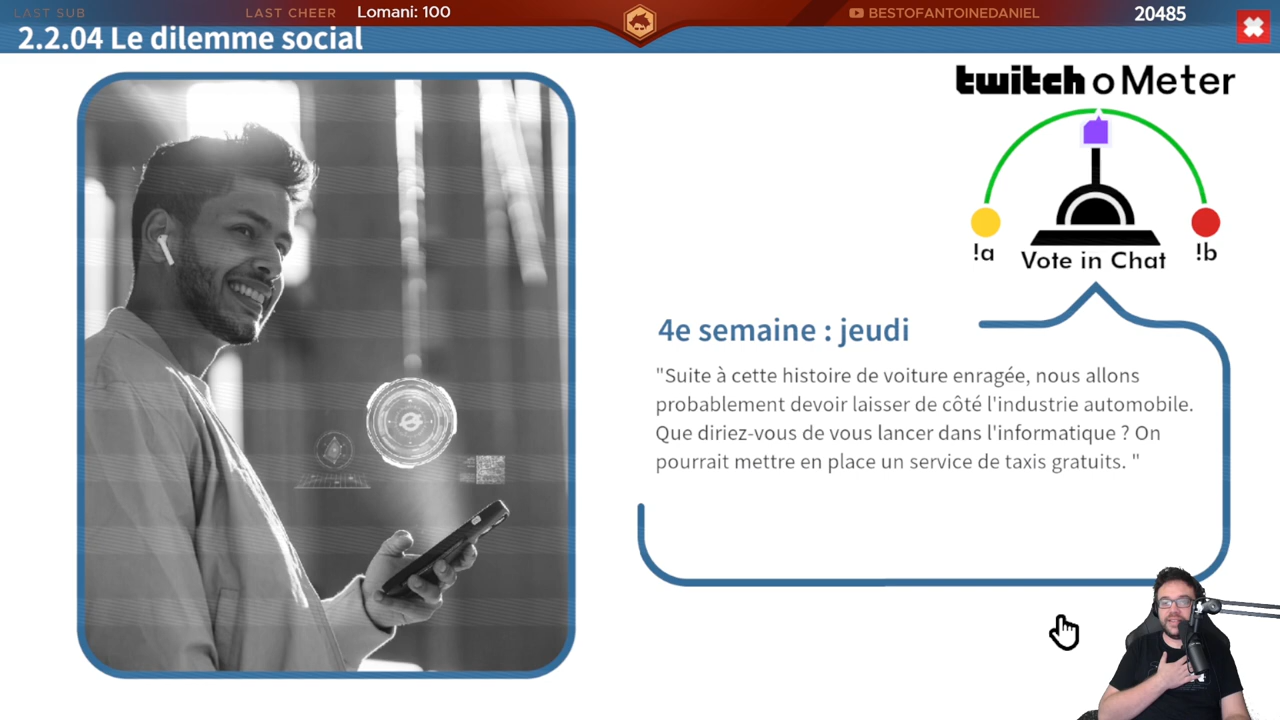 LAST SUB
LAST CHEER Lomani: 100
BESTOFANTOINEDANIEL
20485
2.2.04 Le dilemme social
twitch o Meter
!a
Vote in Chat
!b
4e semaine : jeudi
"Suite à cette histoire de voiture enragée, nous allons
probablement devoir laisser de côté l'industrie automobile.
Que diriez-vous de vous lancer dans l'informatique ? On
pourrait mettre en place un service de taxis gratuits. "